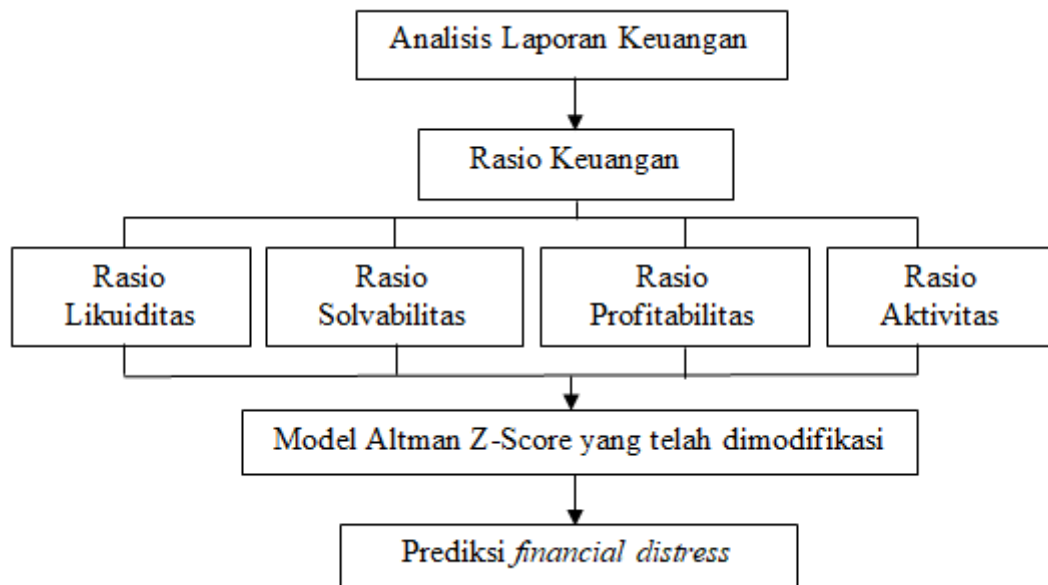 Analisis Laporan Keuangan
Rasio Keuangan
Rasio
Likuiditas
Rasio
Solvabilitas
Rasio
Profitabilitas
Rasio
Aktivitas
Model Altman Z-Score yang telah dimodifikasi
Prediksi financial distress